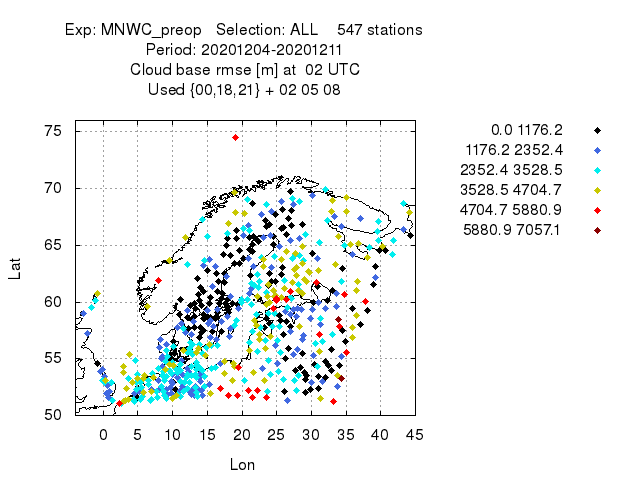 Exp: MNWC_preop   Selection: ALL    547 stations
Period: 20201204-20201211
Cloud base rmse [m] at  02 UTC
Used {00,18,21} + 02 05 08
0.0 1176.2
1176.2 2352.4
2352.4 3528.5
3528.5 4704.7
4704.7 5880.9
5880.9 7057.1
75
70
65
60
55
50
Lat
0 5 10 15 20 25 30 35 40 45
Lon